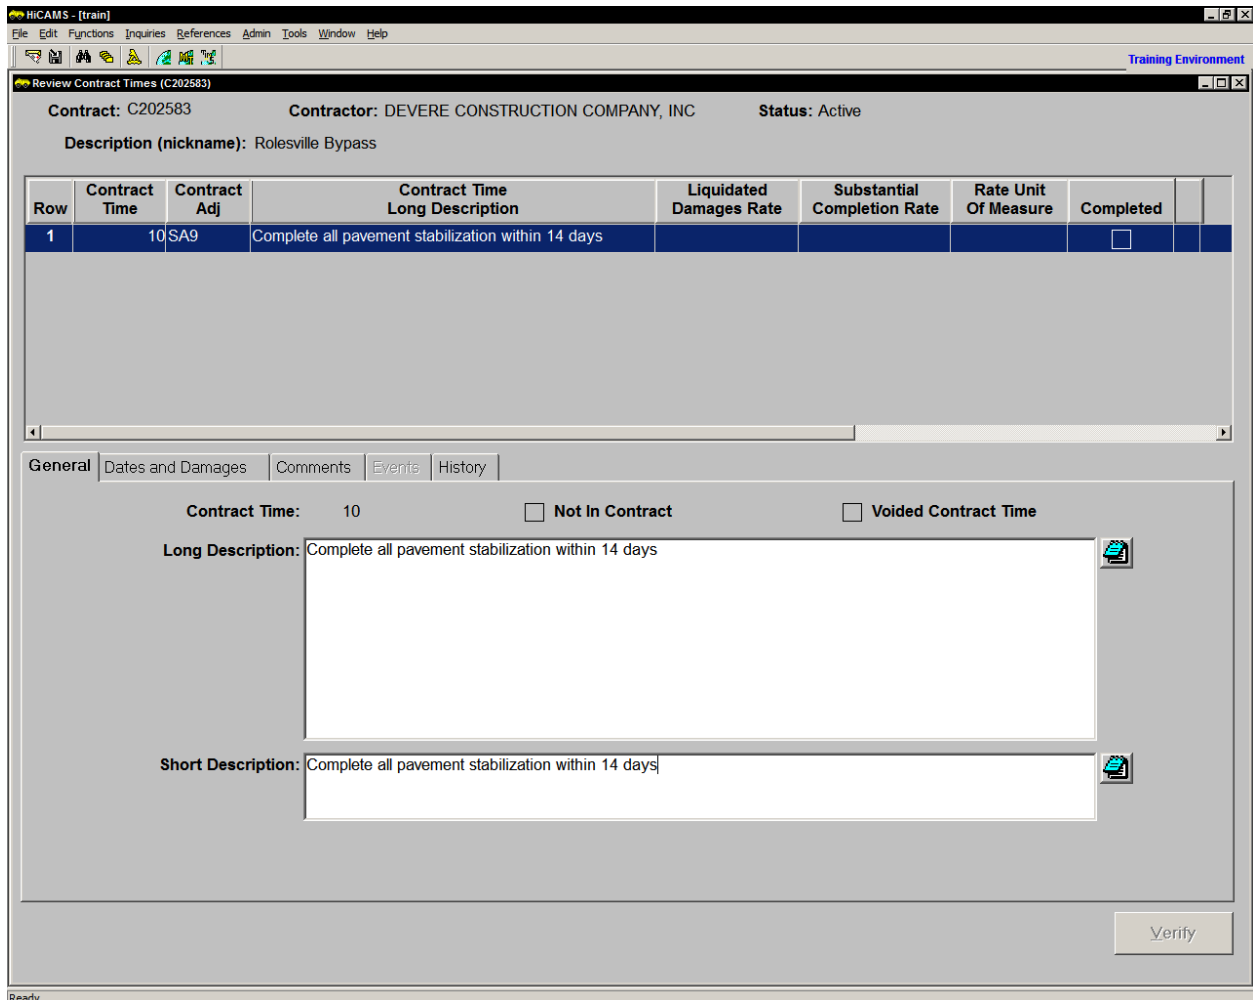 HiCAMS - [train]
File Edit Functions Inquiries References Admin Tools Window Help
Training Environment
Review Contract Times (C202583)
Contract: C202583 Contractor: DEVERE CONSTRUCTION COMPANY, INC Status: Active
Description (nickname): Rolesville Bypass
Row Contract Time Contract Adj Contract Time Long Description Liquidated Damages Rate Substantial Completion Rate Rate Unit Of Measure Completed
1 10 SA9 Complete all pavement stabilization within 14 days
General Dates and Damages Comments Events History
Contract Time: 10 Not In Contract Voided Contract Time
Long Description: Complete all pavement stabilization within 14 days
Short Description: Complete all pavement stabilization within 14 days
Verify
Ready